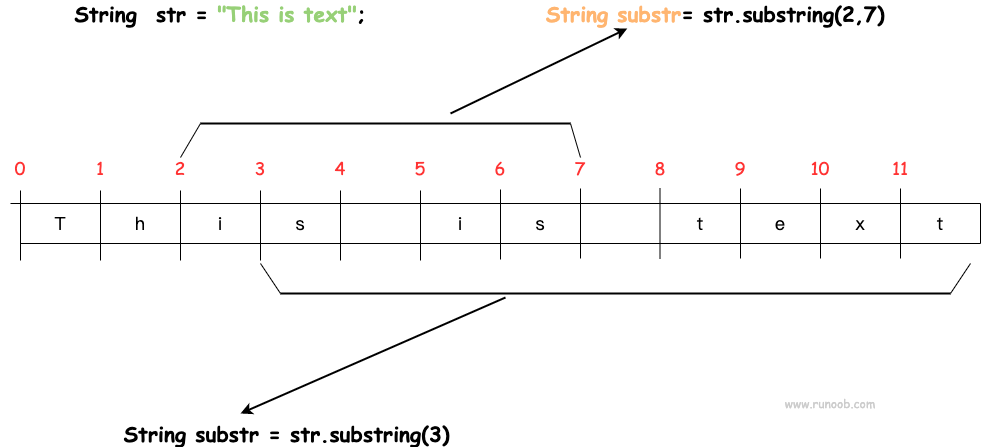 String  str = "This is text";
String substr= str.substring(2,7)
0 1 2 3 4 5 6 7 8 9 10 11
T h i s i s t e x t
www.runoob.com
String substr = str.substring(3)